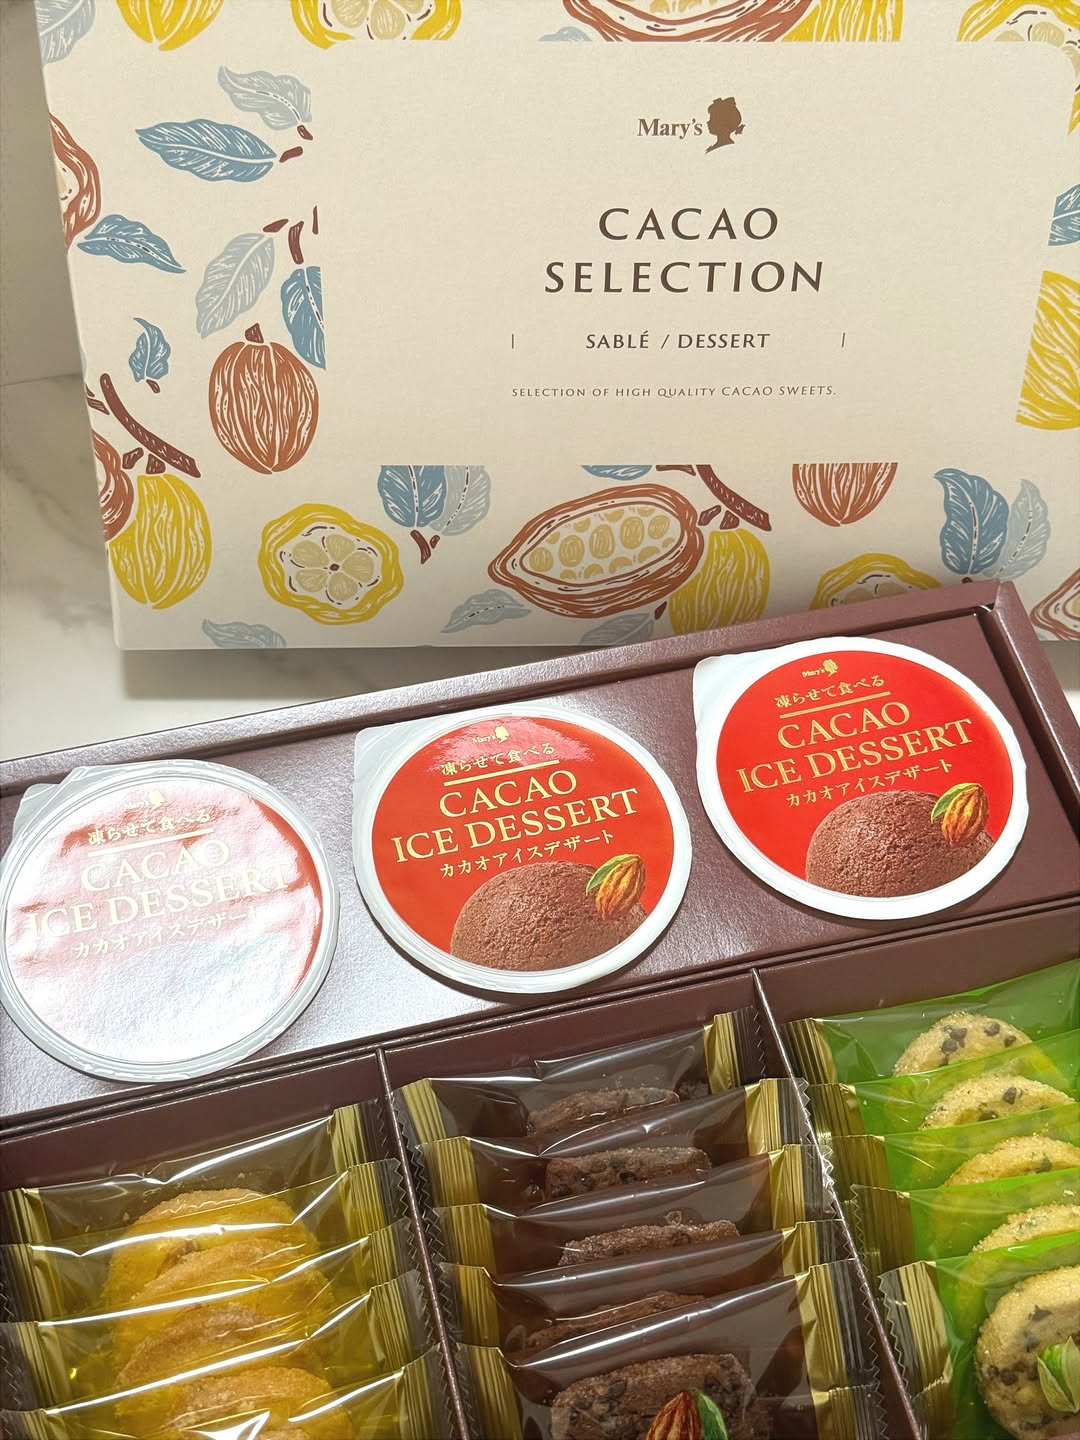 Mary's
CACAO
SELECTION
SABLÉ / DESSERT
SELECTION OF HIGH QUALITY CACAO SWEETS.
Mary's
凍らせて食べる
CACAO
ICE DESSERT
カカオアイスデザート
Mary's
凍らせて食べる
CACAO
ICE DESSERT
カカオアイスデザート
Mary's
凍らせて食べる
CACAO
ICE DESSERT
カカオアイスデザート